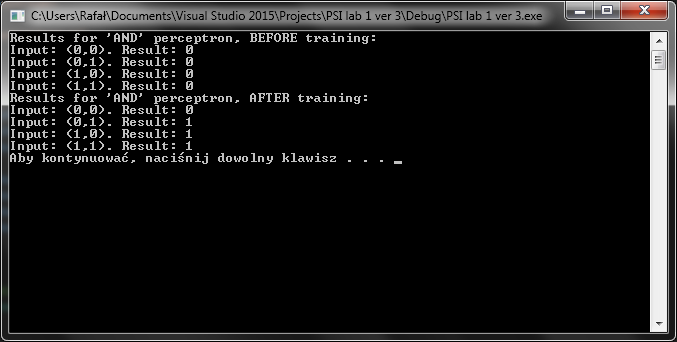 C:\Users\Rafał\Documents\Visual Studio 2015\Projects\PSI lab 1 ver 3\Debug\PSI lab 1 ver 3.exe
Results for 'AND' perceptron, BEFORE training:
Input: (0,0). Result: 0
Input: (0,1). Result: 0
Input: (1,0). Result: 0
Input: (1,1). Result: 0
Results for 'AND' perceptron, AFTER training:
Input: (0,0). Result: 0
Input: (0,1). Result: 1
Input: (1,0). Result: 1
Input: (1,1). Result: 1
Aby kontynuować, naciśnij dowolny klawisz . . . _